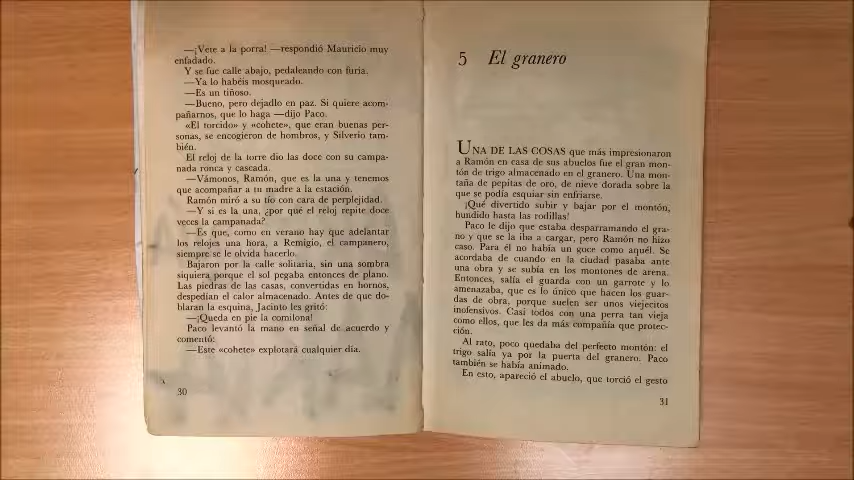 —¡Vete a la porra! —respondió Mauricio muy
enfadado.
Y se fue calle abajo, pedaleando con furia.
—Ya lo habéis mosqueado.
—Es un tiñoso.
—Bueno, pero dejadlo en paz. Si quiere acom-
pañarnos, que lo haga —dijo Paco.
«El torcido» y «cohete», que eran buenas per-
sonas, se encogieron de hombros, y Silverio tam-
bién.
El reloj de la torre dio las doce con su campa-
nada ronca y cascada.
—Vámonos, Ramón, que es la una y tenemos
que acompañar a tu madre a la estación.
Ramón miró a su tío con cara de perplejidad.
—Y si es la una, ¿por qué el reloj repite doce
veces la campanada?
—Es que, como en verano hay que adelantar
los relojes una hora, a Remigio, el campanero,
siempre se le olvida hacerlo.
Bajaron por la calle solitaria, sin una sombra
siquiera porque el sol pegaba entonces de plano.
Las piedras de las casas, convertidas en hornos,
despedían el calor almacenado. Antes de que do-
blaran la esquina, Jacinto les gritó:
—¡Queda en pie la comilona!
Paco levantó la mano en señal de acuerdo y
comentó:
—Este «cohete» explotará cualquier día.
30
5 El granero
UNA DE LAS COSAS que más impresionaron
a Ramón en casa de sus abuelos fue el gran mon-
tón de trigo almacenado en el granero. Una mon-
taña de pepitas de oro, de nieve dorada sobre la
que se podía esquiar sin enfriarse.
¡Qué divertido subir y bajar por el montón,
hundido hasta las rodillas!
Paco le dijo que estaba desparramando el gra-
no y que se la iba a cargar, pero Ramón no hizo
caso. Para él no había un goce como aquél. Se
acordaba de cuando en la ciudad pasaba ante
una obra y se subía en los montones de arena.
Entonces, salía el guarda con un garrote y lo
amenazaba, que es lo único que hacen los guar-
das de obra, porque suelen ser unos viejecitos
inofensivos. Casi todos con una perra tan vieja
como ellos, que les da más compañía que protec-
ción.
Al rato, poco quedaba del perfecto montón: el
trigo salía ya por la puerta del granero. Paco
también se había animado.
En esto, apareció el abuelo, que torció el gesto
31